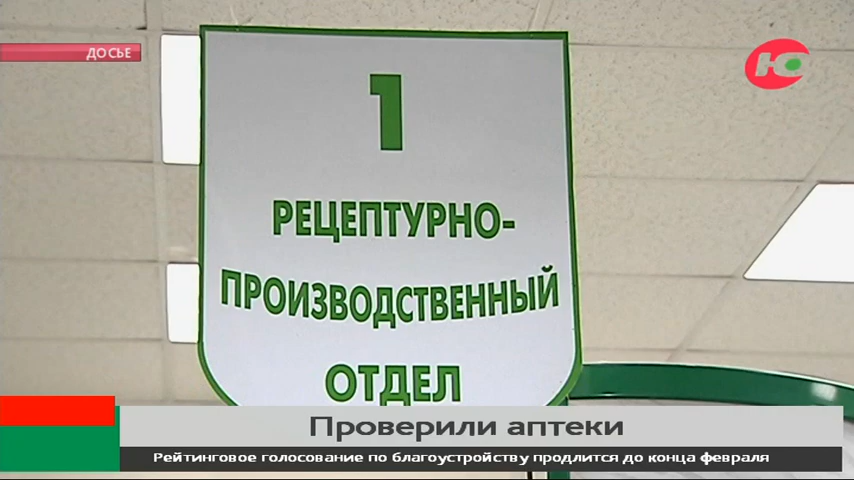 ДОСЬЕ
Ю
1
РЕЦЕПТУРНО-
ПРОИЗВОДСТВЕННЫЙ
ОТДЕЛ
Проверили аптеки
Рейтинговое голосование по благоустройству продлится до конца февраля